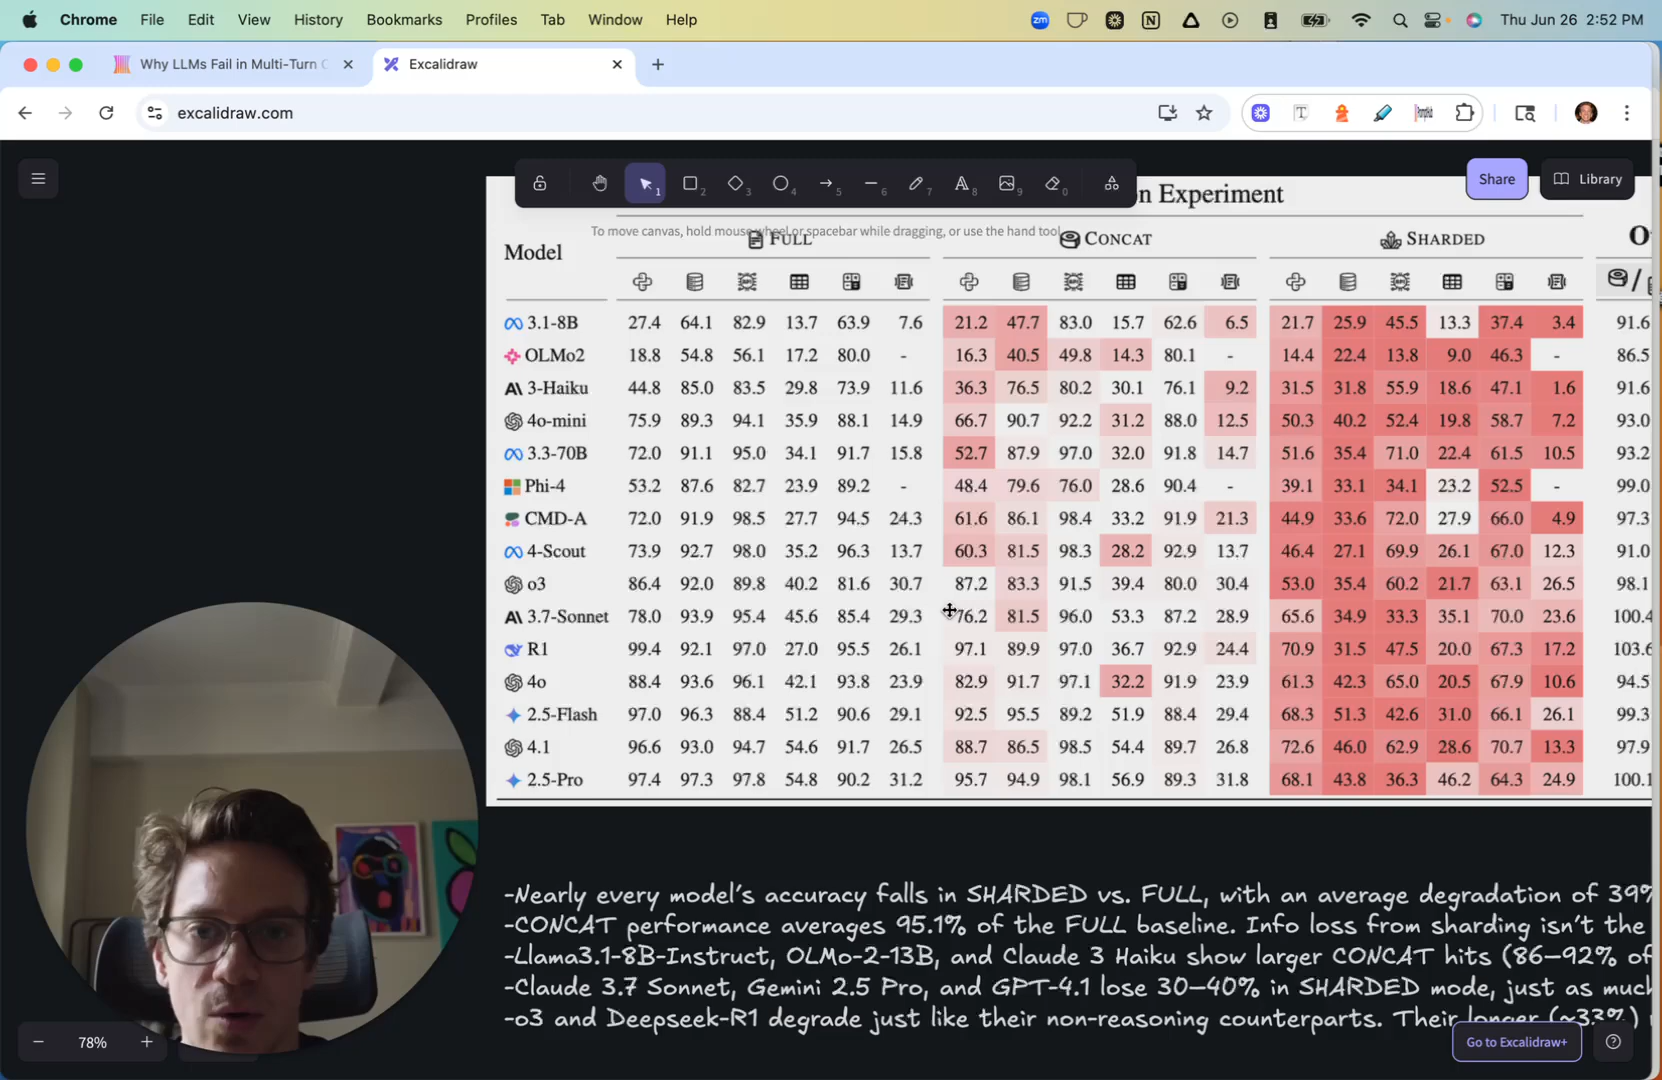 Chrome File Edit View History Bookmarks Profiles Tab Window Help zm Thu Jun 26 2:52 PM
Why LLMs Fail in Multi-Turn C
Excalidraw
excalidraw.com
1 2 3 4 5 6 7 8 9 0
Share Library
n Experiment
To move canvas, hold mouse wheel or spacebar while dragging, or use the hand tool
Model FULL CONCAT SHARDED O
/
3.1-8B 27.4 64.1 82.9 13.7 63.9 7.6 21.2 47.7 83.0 15.7 62.6 6.5 21.7 25.9 45.5 13.3 37.4 3.4 91.6
OLMo2 18.8 54.8 56.1 17.2 80.0 - 16.3 40.5 49.8 14.3 80.1 - 14.4 22.4 13.8 9.0 46.3 - 86.5
3-Haiku 44.8 85.0 83.5 29.8 73.9 11.6 36.3 76.5 80.2 30.1 76.1 9.2 31.5 31.8 55.9 18.6 47.1 1.6 91.6
4o-mini 75.9 89.3 94.1 35.9 88.1 14.9 66.7 90.7 92.2 31.2 88.0 12.5 50.3 40.2 52.4 19.8 58.7 7.2 93.0
3.3-70B 72.0 91.1 95.0 34.1 91.7 15.8 52.7 87.9 97.0 32.0 91.8 14.7 51.6 35.4 71.0 22.4 61.5 10.5 93.2
Phi-4 53.2 87.6 82.7 23.9 89.2 - 48.4 79.6 76.0 28.6 90.4 - 39.1 33.1 34.1 23.2 52.5 - 99.0
CMD-A 72.0 91.9 98.5 27.7 94.5 24.3 61.6 86.1 98.4 33.2 91.9 21.3 44.9 33.6 72.0 27.9 66.0 4.9 97.3
4-Scout 73.9 92.7 98.0 35.2 96.3 13.7 60.3 81.5 98.3 28.2 92.9 13.7 46.4 27.1 69.9 26.1 67.0 12.3 91.0
o3 86.4 92.0 89.8 40.2 81.6 30.7 87.2 83.3 91.5 39.4 80.0 30.4 53.0 35.4 60.2 21.7 63.1 26.5 98.1
3.7-Sonnet 78.0 93.9 95.4 45.6 85.4 29.3 76.2 81.5 96.0 53.3 87.2 28.9 65.6 34.9 33.3 35.1 70.0 23.6 100.4
R1 99.4 92.1 97.0 27.0 95.5 26.1 97.1 89.9 97.0 36.7 92.9 24.4 70.9 31.5 47.5 20.0 67.3 17.2 103.6
4o 88.4 93.6 96.1 42.1 93.8 23.9 82.9 91.7 97.1 32.2 91.9 23.9 61.3 42.3 65.0 20.5 67.9 10.6 94.5
2.5-Flash 97.0 96.3 88.4 51.2 90.6 29.1 92.5 95.5 89.2 51.9 88.4 29.4 68.3 51.3 42.6 31.0 66.1 26.1 99.3
4.1 96.6 93.0 94.7 54.6 91.7 26.5 88.7 86.5 98.5 54.4 89.7 26.8 72.6 46.0 62.9 28.6 70.7 13.3 97.9
2.5-Pro 97.4 97.3 97.8 54.8 90.2 31.2 95.7 94.9 98.1 56.9 89.3 31.8 68.1 43.8 36.3 46.2 64.3 24.9 100.1
-Nearly every model's accuracy falls in SHARDED vs. FULL, with an average degradation of 39%
-CONCAT performance averages 95.1% of the FULL baseline. Info loss from sharding isn't the
-Llama3.1-8B-Instruct, OLMo-2-13B, and Claude 3 Haiku show larger CONCAT hits (86–92% of
-Claude 3.7 Sonnet, Gemini 2.5 Pro, and GPT-4.1 lose 30–40% in SHARDED mode, just as much
-o3 and Deepseek-R1 degrade just like their non-reasoning counterparts. Their longer (~33%)
78%
Go to Excalidraw+